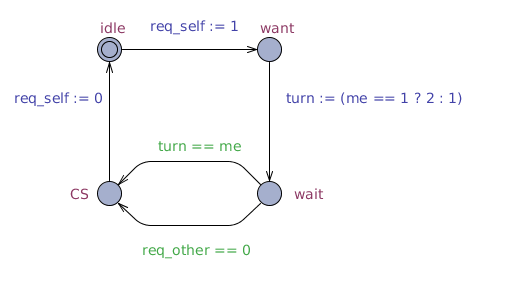 idle
req_self := 1
want
req_self := 0
turn := (me == 1 ? 2 : 1)
turn == me
CS
wait
req_other == 0